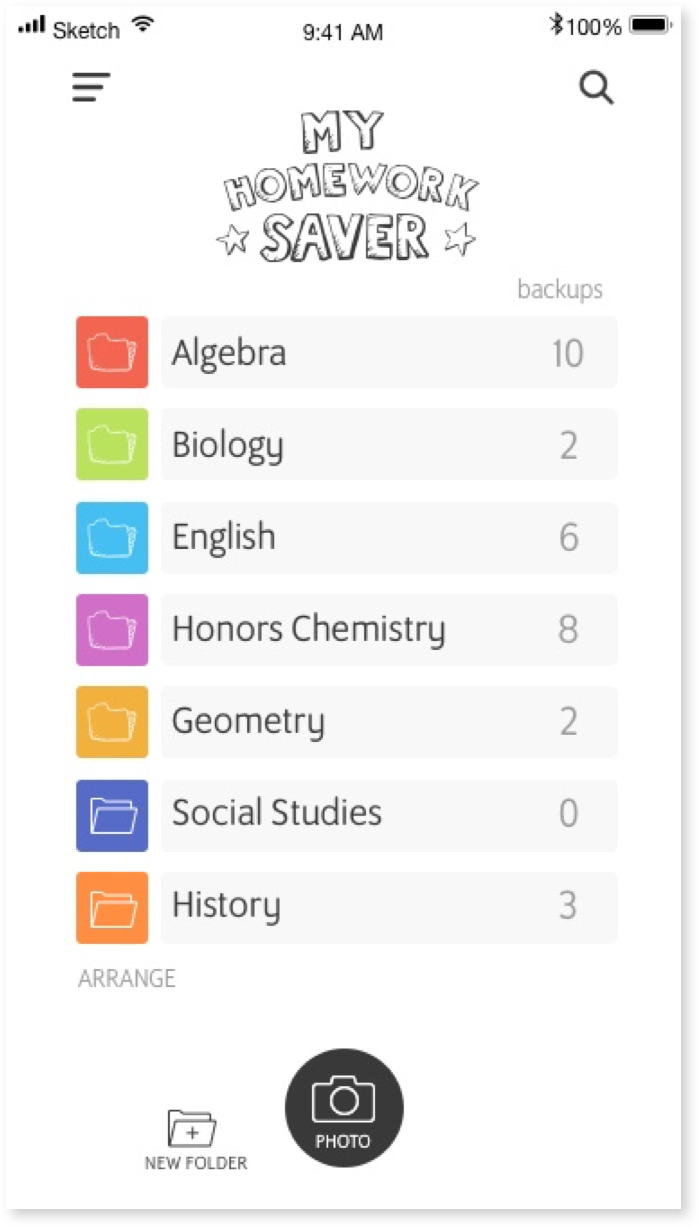 Sketch 9:41 AM 100%
MY
HOMEWORK
SAVER
backups
Algebra 10
Biology 2
English 6
Honors Chemistry 8
Geometry 2
Social Studies 0
History 3
ARRANGE
PHOTO
NEW FOLDER